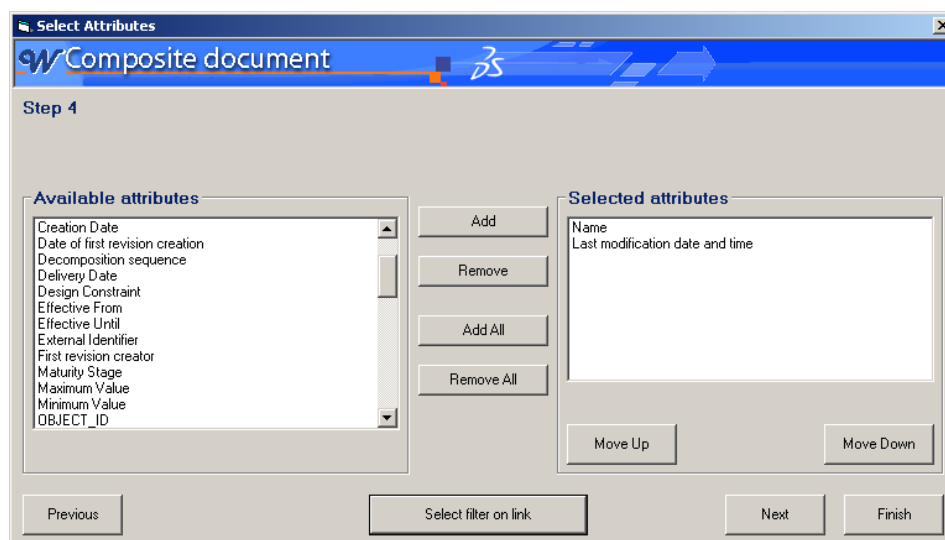 Select Attributes
W Composite document
Step 4
Available attributes
Creation Date
Date of first revision creation
Decomposition sequence
Delivery Date
Design Constraint
Effective From
Effective Until
External Identifier
First revision creator
Maturity Stage
Maximum Value
Minimum Value
OBJECT_ID
Add
Remove
Add All
Remove All
Selected attributes
Name
Last modification date and time
Move Up
Move Down
Previous
Select filter on link
Next
Finish